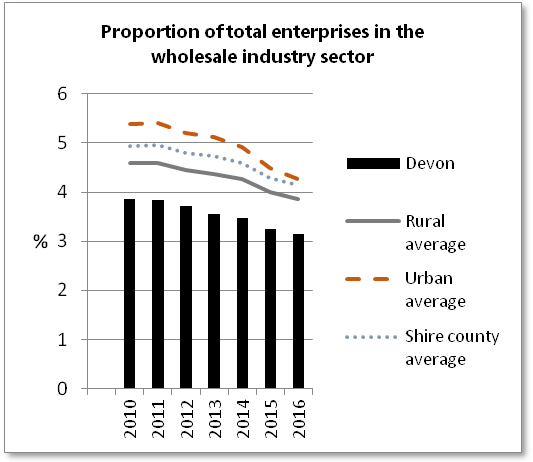 Proportion of total enterprises in the
wholesale industry sector
6
5
4
3
2
1
0
%
2010
2011
2012
2013
2014
2015
2016
Devon
Rural
average
Urban
average
Shire county
average